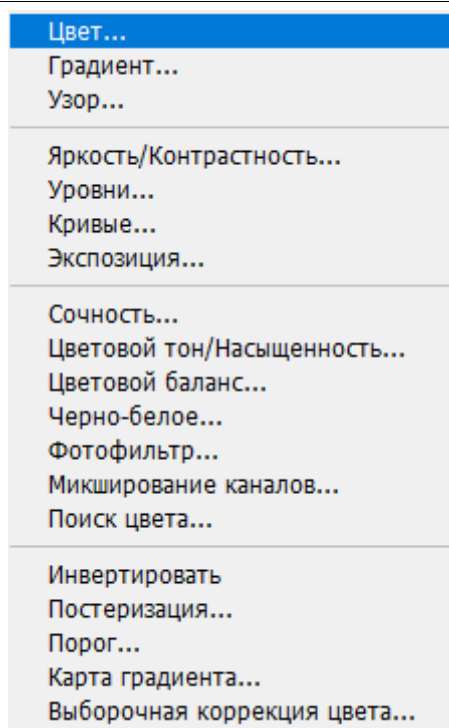 Цвет...
Градиент...
Узор...
Яркость/Контрастность...
Уровни...
Кривые...
Экспозиция...
Сочность...
Цветовой тон/Насыщенность...
Цветовой баланс...
Черно-белое...
Фотофильтр...
Микширование каналов...
Поиск цвета...
Инвертировать
Постеризация...
Порог...
Карта градиента...
Выборочная коррекция цвета...